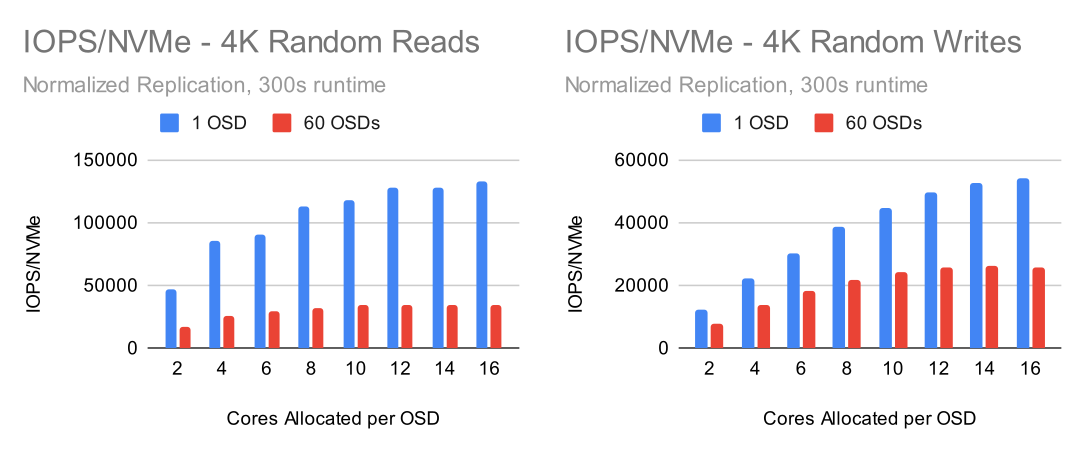 IOPS/NVMe - 4K Random Reads
Normalized Replication, 300s runtime
1 OSD 60 OSDs
150000
100000
50000
0
IOPS/NVMe
2 4 6 8 10 12 14 16
Cores Allocated per OSD
IOPS/NVMe - 4K Random Writes
Normalized Replication, 300s runtime
1 OSD 60 OSDs
60000
40000
20000
0
IOPS/NVMe
2 4 6 8 10 12 14 16
Cores Allocated per OSD